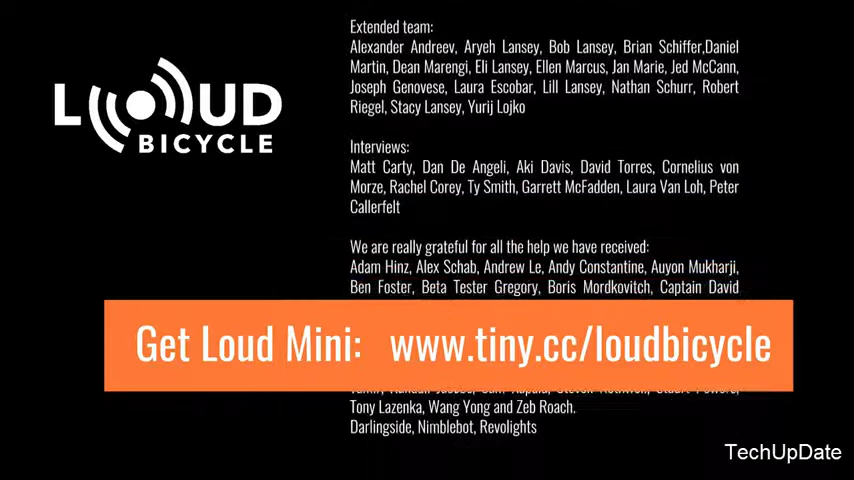 LOUD
BICYCLE
Extended team:
Alexander Andreev, Aryeh Lansey, Bob Lansey, Brian Schiffer,Daniel
Martin, Dean Marengi, Eli Lansey, Ellen Marcus, Jan Marie, Jed McCann,
Joseph Genovese, Laura Escobar, Lill Lansey, Nathan Schurr, Robert
Riegel, Stacy Lansey, Yurij Lojko
Interviews:
Matt Carty, Dan De Angeli, Aki Davis, David Torres, Cornelius von
Morze, Rachel Corey, Ty Smith, Garrett McFadden, Laura Van Loh, Peter
Callerfelt
We are really grateful for all the help we have received:
Adam Hinz, Alex Schab, Andrew Le, Andy Constantine, Auyon Mukharji,
Ben Foster, Beta Tester Gregory, Boris Mordkovitch, Captain David
Get Loud Mini: www.tiny.cc/loudbicycle
Tony Lazenka, Wang Yong and Zeb Roach.
Darlingside, Nimblebot, Revolights
TechUpDate